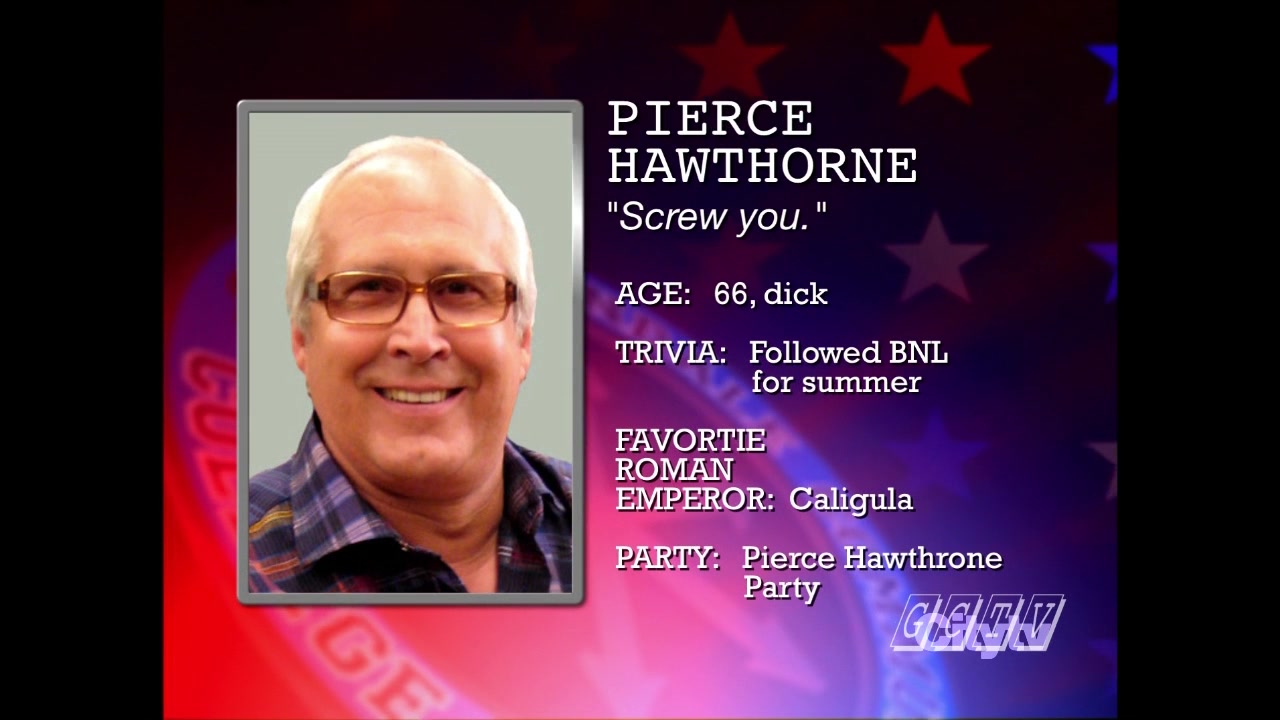 PIERCE
HAWTHORNE
"Screw you."
AGE: 66, dick
TRIVIA: Followed BNL
for summer
FAVORTIE
ROMAN
EMPEROR: Caligula
PARTY: Pierce Hawthrone
Party
GCTV